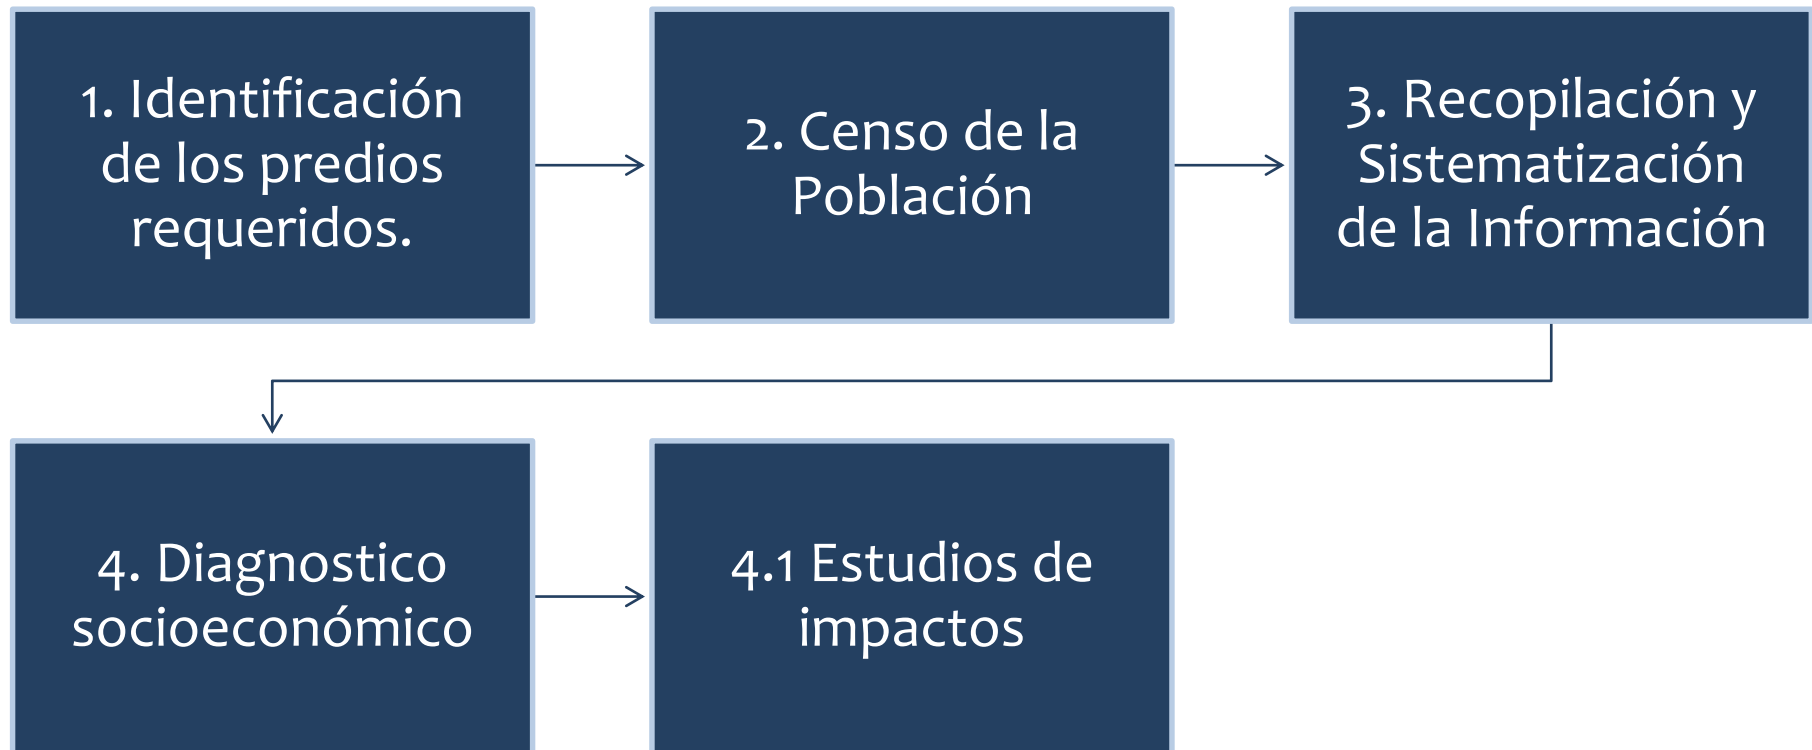 1. Identificación
de los predios
requeridos.
2. Censo de la
Población
3. Recopilación y
Sistematización
de la Información
4. Diagnostico
socioeconómico
4.1 Estudios de
impactos